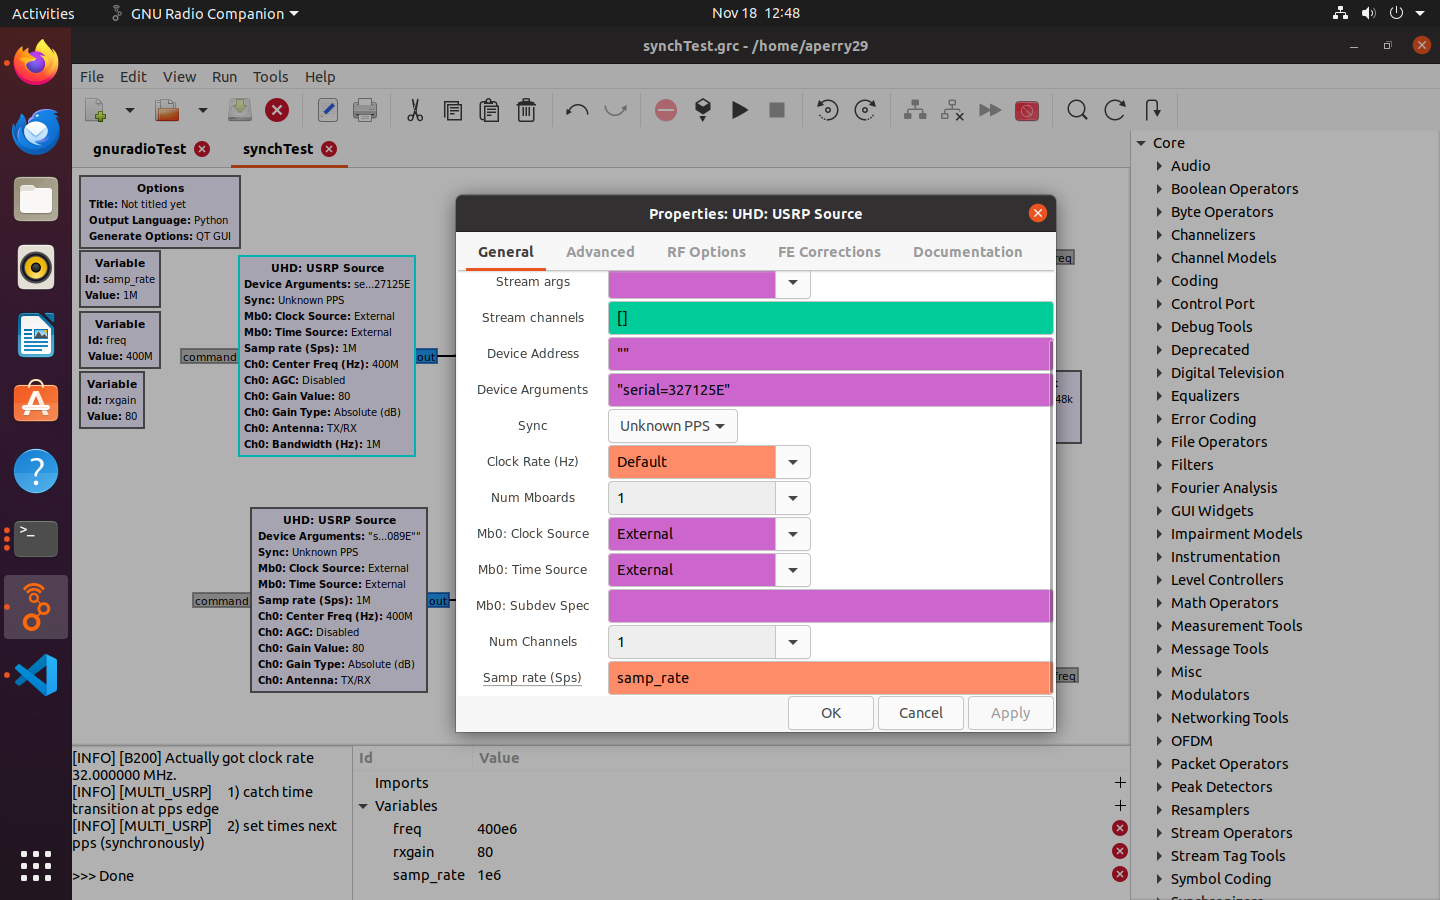 Activities
GNU Radio Companion
Nov 18 12:48
synchTest.grc - /home/aperry29
File Edit View Run Tools Help
gnuradioTest
synchTest
Options
Title: Not titled yet
Output Language: Python
Generate Options: QT GUI
Variable
Id: samp_rate
Value: 1M
Variable
Id: freq
Value: 400M
Variable
Id: rxgain
Value: 80
UHD: USRP Source
Device Arguments: se...27125E
Sync: Unknown PPS
Mb0: Clock Source: External
Mb0: Time Source: External
Samp rate (Sps): 1M
Ch0: Center Freq (Hz): 400M
Ch0: AGC: Disabled
Ch0: Gain Value: 80
Ch0: Gain Type: Absolute (dB)
Ch0: Antenna: TX/RX
Ch0: Bandwidth (Hz): 1M
command
out
UHD: USRP Source
Device Arguments: "s...089E""
Sync: Unknown PPS
Mb0: Clock Source: External
Mb0: Time Source: External
Samp rate (Sps): 1M
Ch0: Center Freq (Hz): 400M
Ch0: AGC: Disabled
Ch0: Gain Value: 80
Ch0: Gain Type: Absolute (dB)
Ch0: Antenna: TX/RX
command
out
Properties: UHD: USRP Source
General
Advanced
RF Options
FE Corrections
Documentation
Stream args
Stream channels
[]
Device Address
""
Device Arguments
"serial=327125E"
Sync
Unknown PPS
Clock Rate (Hz)
Default
Num Mboards
1
Mb0: Clock Source
External
Mb0: Time Source
External
Mb0: Subdev Spec
Num Channels
1
Samp rate (Sps)
samp_rate
OK
Cancel
Apply
48k
freq
[INFO] [B200] Actually got clock rate
32.000000 MHz.
[INFO] [MULTI_USRP] 1) catch time
transition at pps edge
[INFO] [MULTI_USRP] 2) set times next
pps (synchronously)
>>> Done
Id
Value
Imports
Variables
freq
400e6
rxgain
80
samp_rate
1e6
Core
Audio
Boolean Operators
Byte Operators
Channelizers
Channel Models
Coding
Control Port
Debug Tools
Deprecated
Digital Television
Equalizers
Error Coding
File Operators
Filters
Fourier Analysis
GUI Widgets
Impairment Models
Instrumentation
Level Controllers
Math Operators
Measurement Tools
Message Tools
Misc
Modulators
Networking Tools
OFDM
Packet Operators
Peak Detectors
Resamplers
Stream Operators
Stream Tag Tools
Symbol Coding